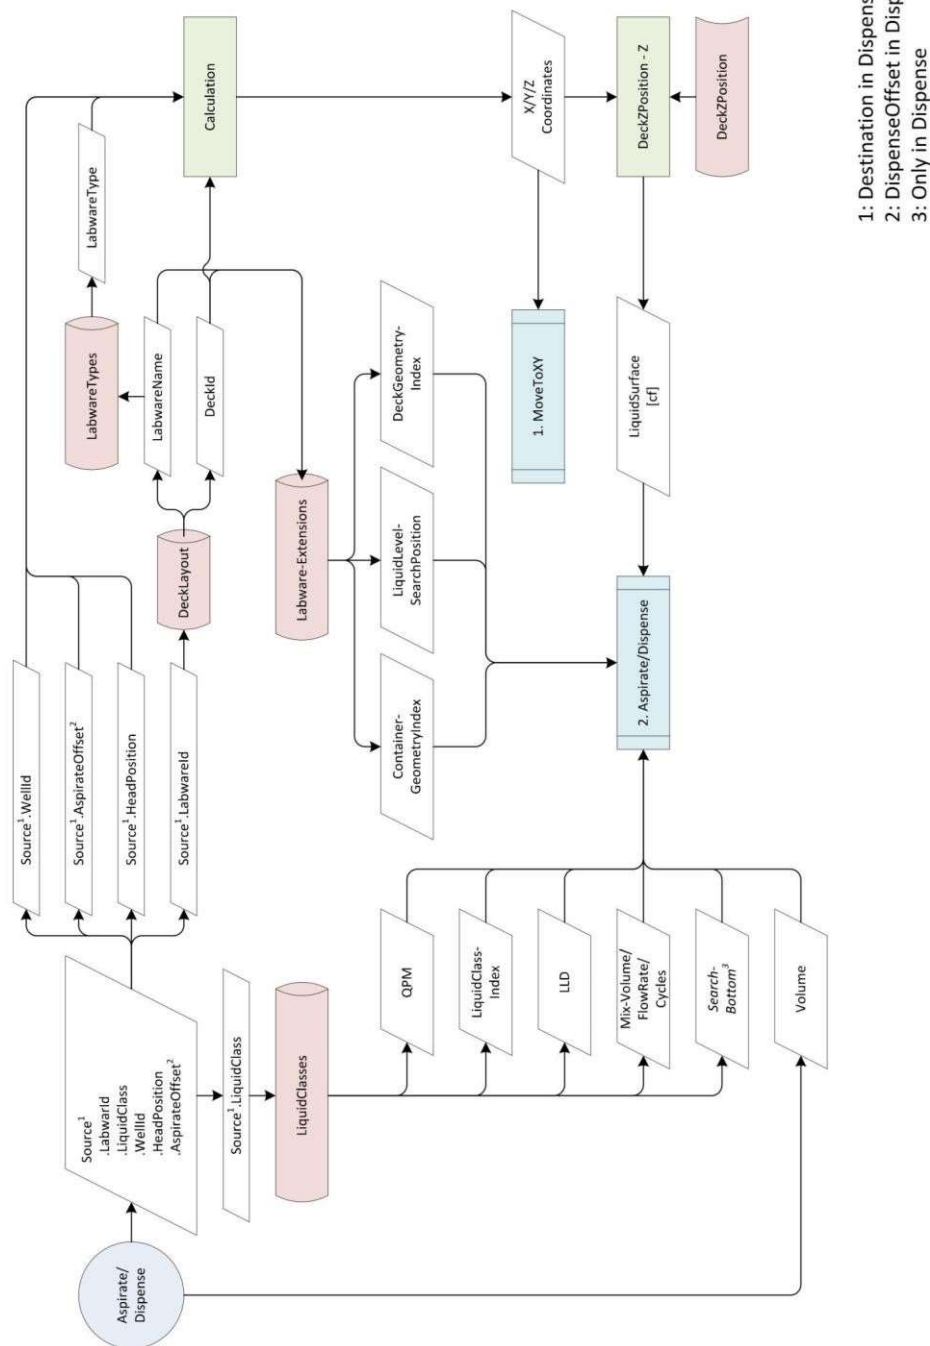 Aspirate/
Dispense
Source¹
.LabwarId
.LiquidClass
.WellId
.HeadPosition
.AspirateOffset²
Source¹.WellId
Source¹.AspirateOffset²
Source¹.HeadPosition
Source¹.LabwareId
Source¹.LiquidClass
LiquidClasses
DeckLayout
LabwareTypes
LabwareName
DeckId
LabwareType
Calculation
Labware-Extensions
Container-
GeometryIndex
LiquidLevel-
SearchPosition
DeckGeometry-
Index
QPM
LiquidClass-
Index
LLD
Mix-Volume/
FlowRate/
Cycles
Search-
Bottom³
Volume
1. MoveToXY
X/Y/Z
Coordinates
2. Aspirate/Dispense
LiquidSurface
[cf]
DeckZPosition - Z
DeckZPosition
1: Destination in Dispens
2: DispenseOffset in Disp
3: Only in Dispense